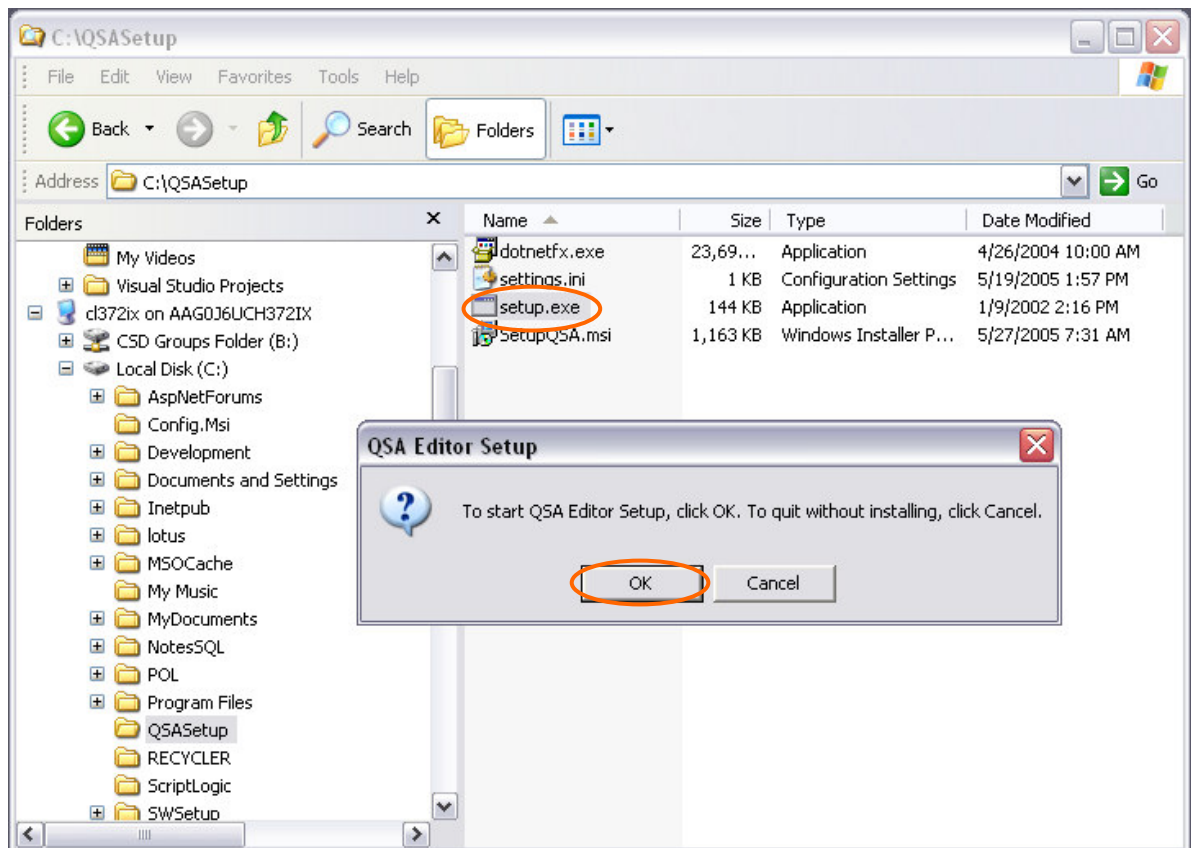 C:\QSASetup
File Edit View Favorites Tools Help
Back Search Folders
Address C:\QSASetup Go
Folders
My Videos
Visual Studio Projects
cl372ix on AAG0J6UCH372IX
CSD Groups Folder (B:)
Local Disk (C:)
AspNetForums
Config.Msi
Development
Documents and Settings
Inetpub
lotus
MSOCache
My Music
MyDocuments
NotesSQL
POL
Program Files
QSASetup
RECYCLER
ScriptLogic
SWSetup
Name Size Type Date Modified
dotnetfx.exe 23,69... Application 4/26/2004 10:00 AM
settings.ini 1 KB Configuration Settings 5/19/2005 1:57 PM
setup.exe 144 KB Application 1/9/2002 2:16 PM
SetupQSA.msi 1,163 KB Windows Installer P... 5/27/2005 7:31 AM
QSA Editor Setup
To start QSA Editor Setup, click OK. To quit without installing, click Cancel.
OK Cancel